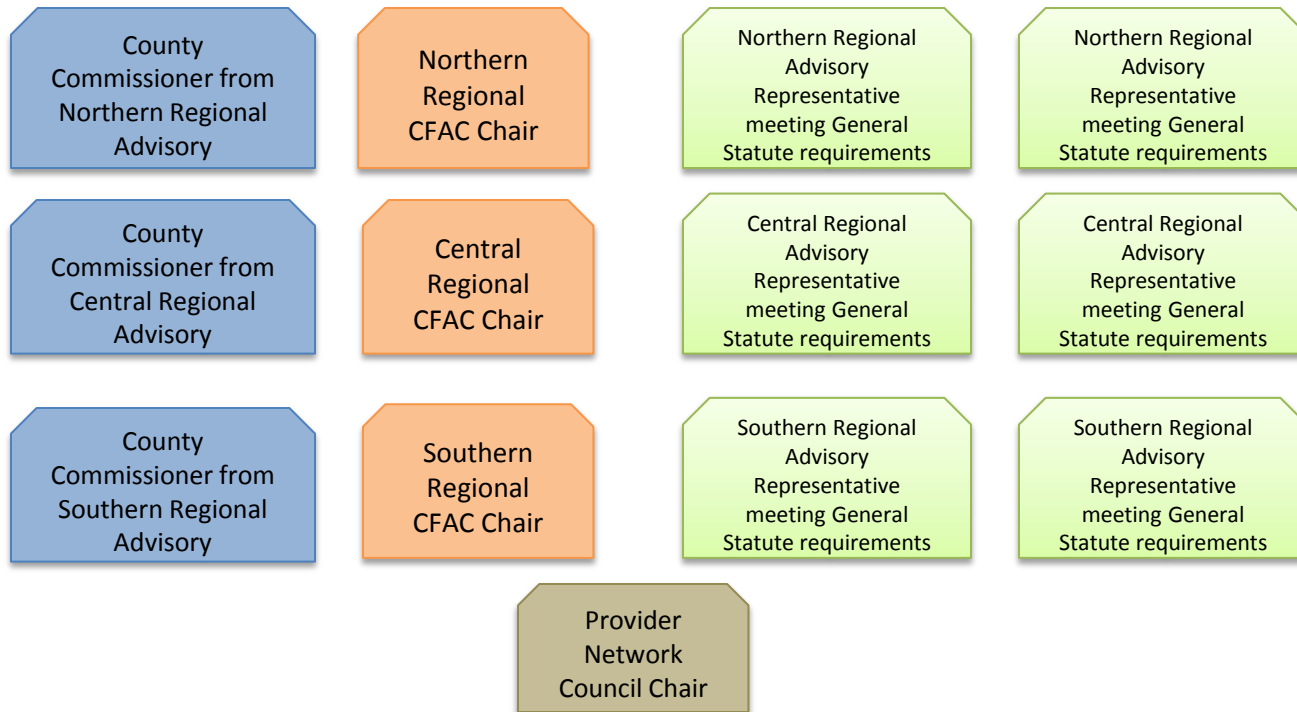 County
Commissioner from
Northern Regional
Advisory
Northern
Regional
CFAC Chair
Northern Regional
Advisory
Representative
meeting General
Statute requirements
Northern Regional
Advisory
Representative
meeting General
Statute requirements
County
Commissioner from
Central Regional
Advisory
Central
Regional
CFAC Chair
Central Regional
Advisory
Representative
meeting General
Statute requirements
Central Regional
Advisory
Representative
meeting General
Statute requirements
County
Commissioner from
Southern Regional
Advisory
Southern
Regional
CFAC Chair
Southern Regional
Advisory
Representative
meeting General
Statute requirements
Southern Regional
Advisory
Representative
meeting General
Statute requirements
Provider
Network
Council Chair